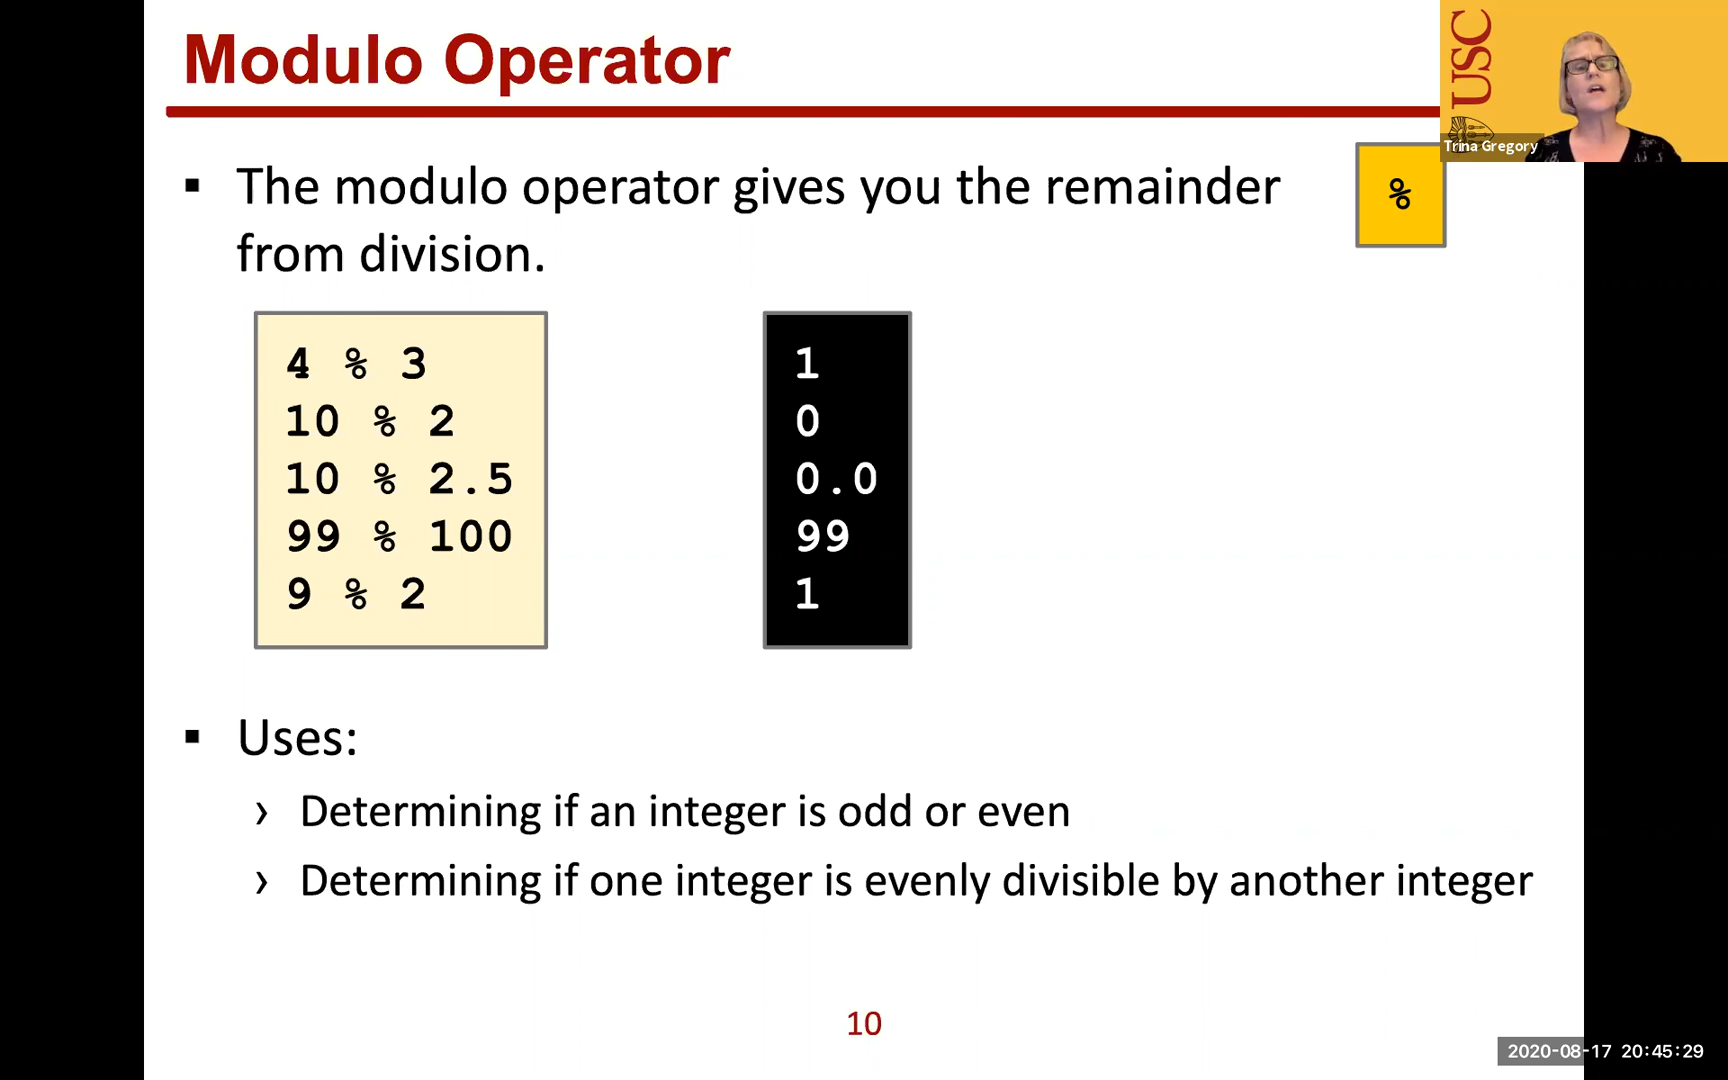 Modulo Operator
USC
Trina Gregory
▪ The modulo operator gives you the remainder
from division.
%
4 % 3
10 % 2
10 % 2.5
99 % 100
9 % 2
1
0
0.0
99
1
▪ Uses:
› Determining if an integer is odd or even
› Determining if one integer is evenly divisible by another integer
10
2020-08-17 20:45:29